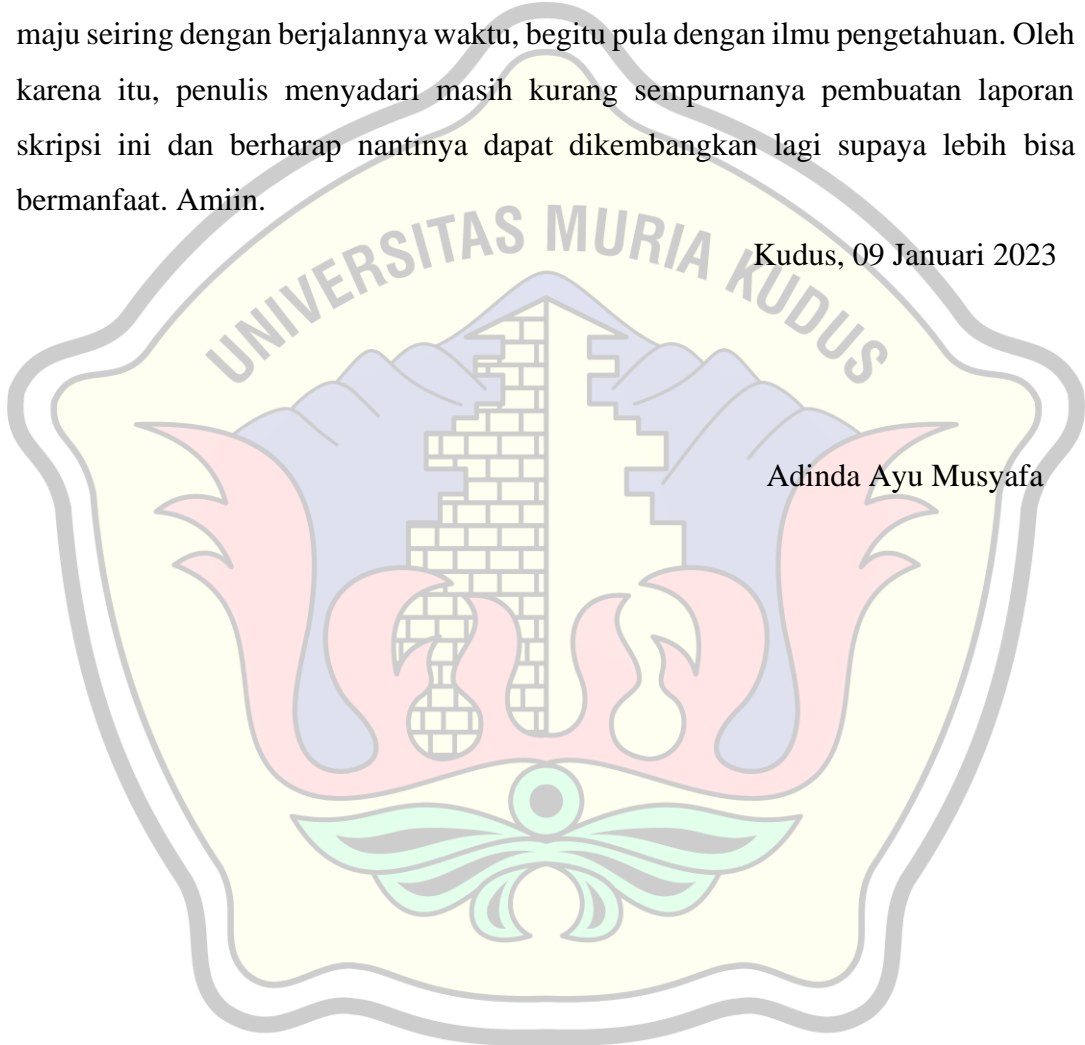 maju seiring dengan berjalannya waktu, begitu pula dengan ilmu pengetahuan. Oleh
karena itu, penulis menyadari masih kurang sempurnanya pembuatan laporan
skripsi ini dan berharap nantinya dapat dikembangkan lagi supaya lebih bisa
bermanfaat. Amiin.
UNIVERSITAS MURIA KUDUS
Kudus, 09 Januari 2023
Adinda Ayu Musyafa